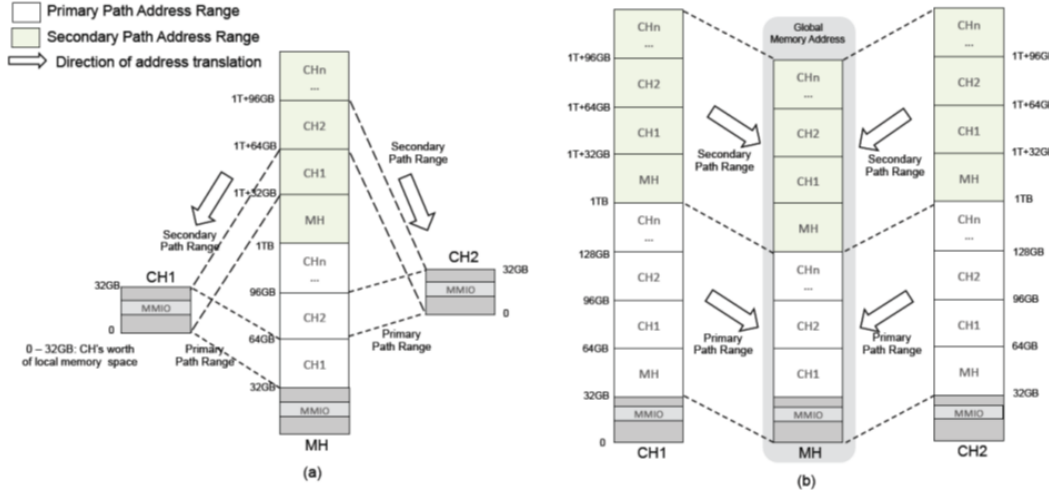 Primary Path Address Range
Secondary Path Address Range
Direction of address translation
CHn
...
1T+96GB
CH2
1T+64GB
CH1
1T+32GB
MH
1TB
CHn
...
96GB
CH2
64GB
CH1
32GB
MMIO
MH
Secondary
Path Range
Secondary
Path Range
CH1
32GB
MMIO
0
0 – 32GB: CH's worth
of local memory space
Primary
Path Range
CH2
32GB
MMIO
0
Primary
Path Range
(a)
CHn
...
1T+96GB
CH2
1T+64GB
CH1
1T+32GB
MH
1TB
CHn
...
128GB
CH2
96GB
CH1
64GB
MH
32GB
MMIO
0
CH1
Secondary
Path Range
Primary
Path Range
Global
Memory Address
CHn
...
CH2
CH1
MH
CHn
...
CH2
CH1
MMIO
MH
Secondary
Path Range
Primary
Path Range
CHn
...
1T+96GB
CH2
1T+64GB
CH1
1T+32GB
MH
1TB
CHn
...
128GB
CH2
96GB
CH1
64GB
MH
32GB
MMIO
0
CH2
(b)